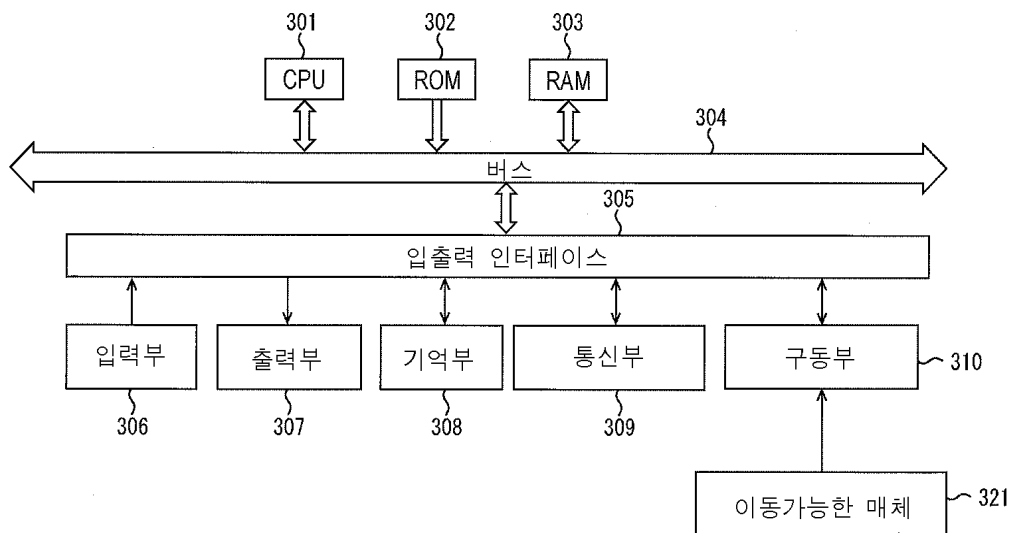 301
302
303
CPU
ROM
RAM
304
버스
305
입출력 인터페이스
입력부
출력부
기억부
통신부
구동부
310
306
307
308
309
이동가능한 매체
321